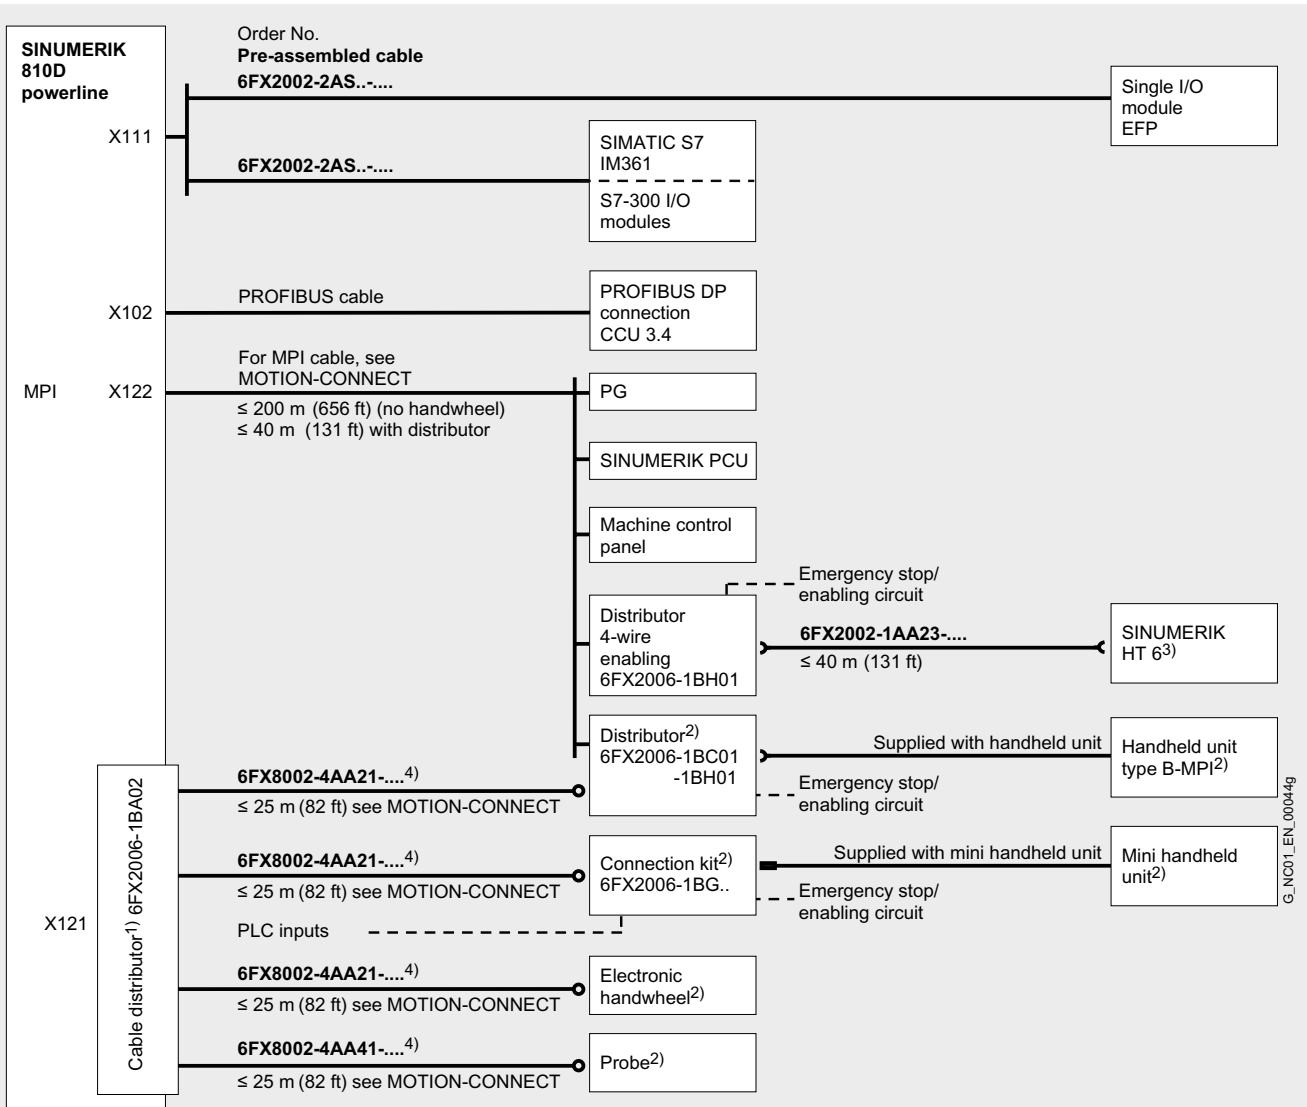 SINUMERIK
810D
powerline
Order No.
Pre-assembled cable
6FX2002-2AS..-....
Single I/O
module
EFP
X111
6FX2002-2AS..-....
SIMATIC S7
IM361
S7-300 I/O
modules
X102
PROFIBUS cable
PROFIBUS DP
connection
CCU 3.4
MPI
X122
For MPI cable, see
MOTION-CONNECT
≤ 200 m (656 ft) (no handwheel)
≤ 40 m (131 ft) with distributor
PG
SINUMERIK PCU
Machine control
panel
Emergency stop/
enabling circuit
Distributor
4-wire
enabling
6FX2006-1BH01
6FX2002-1AA23-....
≤ 40 m (131 ft)
SINUMERIK
HT 63)
Distributor2)
6FX2006-1BC01
-1BH01
Supplied with handheld unit
Handheld unit
type B-MPI2)
Emergency stop/
enabling circuit
X121
Cable distributor1) 6FX2006-1BA02
6FX8002-4AA21-....4)
≤ 25 m (82 ft) see MOTION-CONNECT
6FX8002-4AA21-....4)
≤ 25 m (82 ft) see MOTION-CONNECT
Connection kit2)
6FX2006-1BG..
Supplied with mini handheld unit
Mini handheld
unit2)
Emergency stop/
enabling circuit
PLC inputs
6FX8002-4AA21-....4)
≤ 25 m (82 ft) see MOTION-CONNECT
Electronic
handwheel2)
6FX8002-4AA41-....4)
≤ 25 m (82 ft) see MOTION-CONNECT
Probe2)
G_NC01_EN_00044g